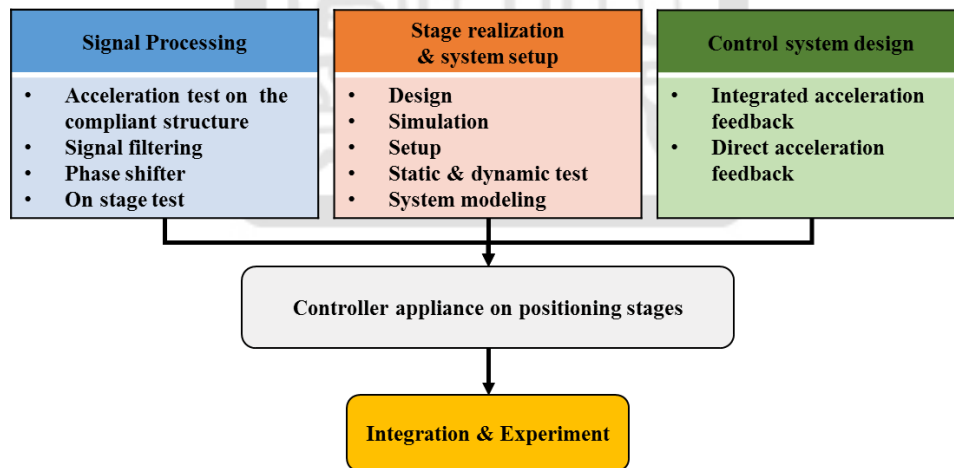 Signal Processing
• Acceleration test on the
compliant structure
• Signal filtering
• Phase shifter
• On stage test
Stage realization
& system setup
• Design
• Simulation
• Setup
• Static & dynamic test
• System modeling
Control system design
• Integrated acceleration
feedback
• Direct acceleration
feedback
Controller appliance on positioning stages
Integration & Experiment